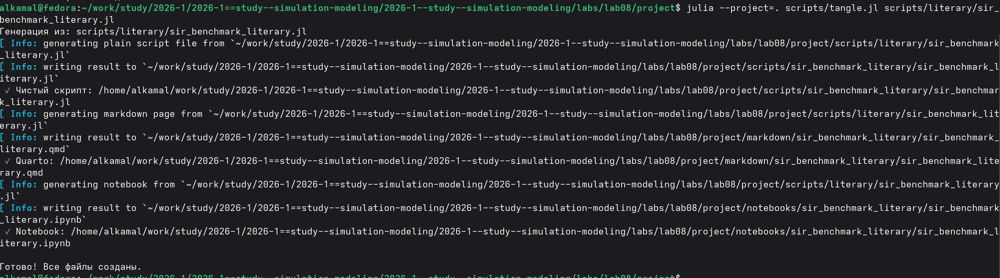 alkamal@fedora:~/work/study/2026-1/2026-1==study--simulation-modeling/2026-1--study--simulation-modeling/labs/lab08/project$ julia --project=. scripts/tangle.jl scripts/literary/sir_
benchmark_literary.jl
Генерация из: scripts/literary/sir_benchmark_literary.jl
[ Info: generating plain script file from `~/work/study/2026-1/2026-1==study--simulation-modeling/2026-1--study--simulation-modeling/labs/lab08/project/scripts/literary/sir_benchmark
_literary.jl`
[ Info: writing result to `~/work/study/2026-1/2026-1==study--simulation-modeling/2026-1--study--simulation-modeling/labs/lab08/project/scripts/sir_benchmark_literary/sir_benchmark_l
iterary.jl`
✓ Чистый скрипт: /home/alkamal/work/study/2026-1/2026-1==study--simulation-modeling/2026-1--study--simulation-modeling/labs/lab08/project/scripts/sir_benchmark_literary/sir_benchmar
k_literary.jl
[ Info: generating markdown page from `~/work/study/2026-1/2026-1==study--simulation-modeling/2026-1--study--simulation-modeling/labs/lab08/project/scripts/literary/sir_benchmark_lit
erary.jl`
[ Info: writing result to `~/work/study/2026-1/2026-1==study--simulation-modeling/2026-1--study--simulation-modeling/labs/lab08/project/markdown/sir_benchmark_literary/sir_benchmark_
literary.qmd`
✓ Quarto: /home/alkamal/work/study/2026-1/2026-1==study--simulation-modeling/2026-1--study--simulation-modeling/labs/lab08/project/markdown/sir_benchmark_literary/sir_benchmark_lite
rary.qmd
[ Info: generating notebook from `~/work/study/2026-1/2026-1==study--simulation-modeling/2026-1--study--simulation-modeling/labs/lab08/project/scripts/literary/sir_benchmark_literary
.jl`
[ Info: writing result to `~/work/study/2026-1/2026-1==study--simulation-modeling/2026-1--study--simulation-modeling/labs/lab08/project/notebooks/sir_benchmark_literary/sir_benchmark
_literary.ipynb`
✓ Notebook: /home/alkamal/work/study/2026-1/2026-1==study--simulation-modeling/2026-1--study--simulation-modeling/labs/lab08/project/notebooks/sir_benchmark_literary/sir_benchmark_l
iterary.ipynb
Готово! Все файлы созданы.
alkamal@fedora:~/work/study/2026-1/2026-1==study--simulation-modeling/2026-1--study--simulation-modeling/labs/lab08/project$